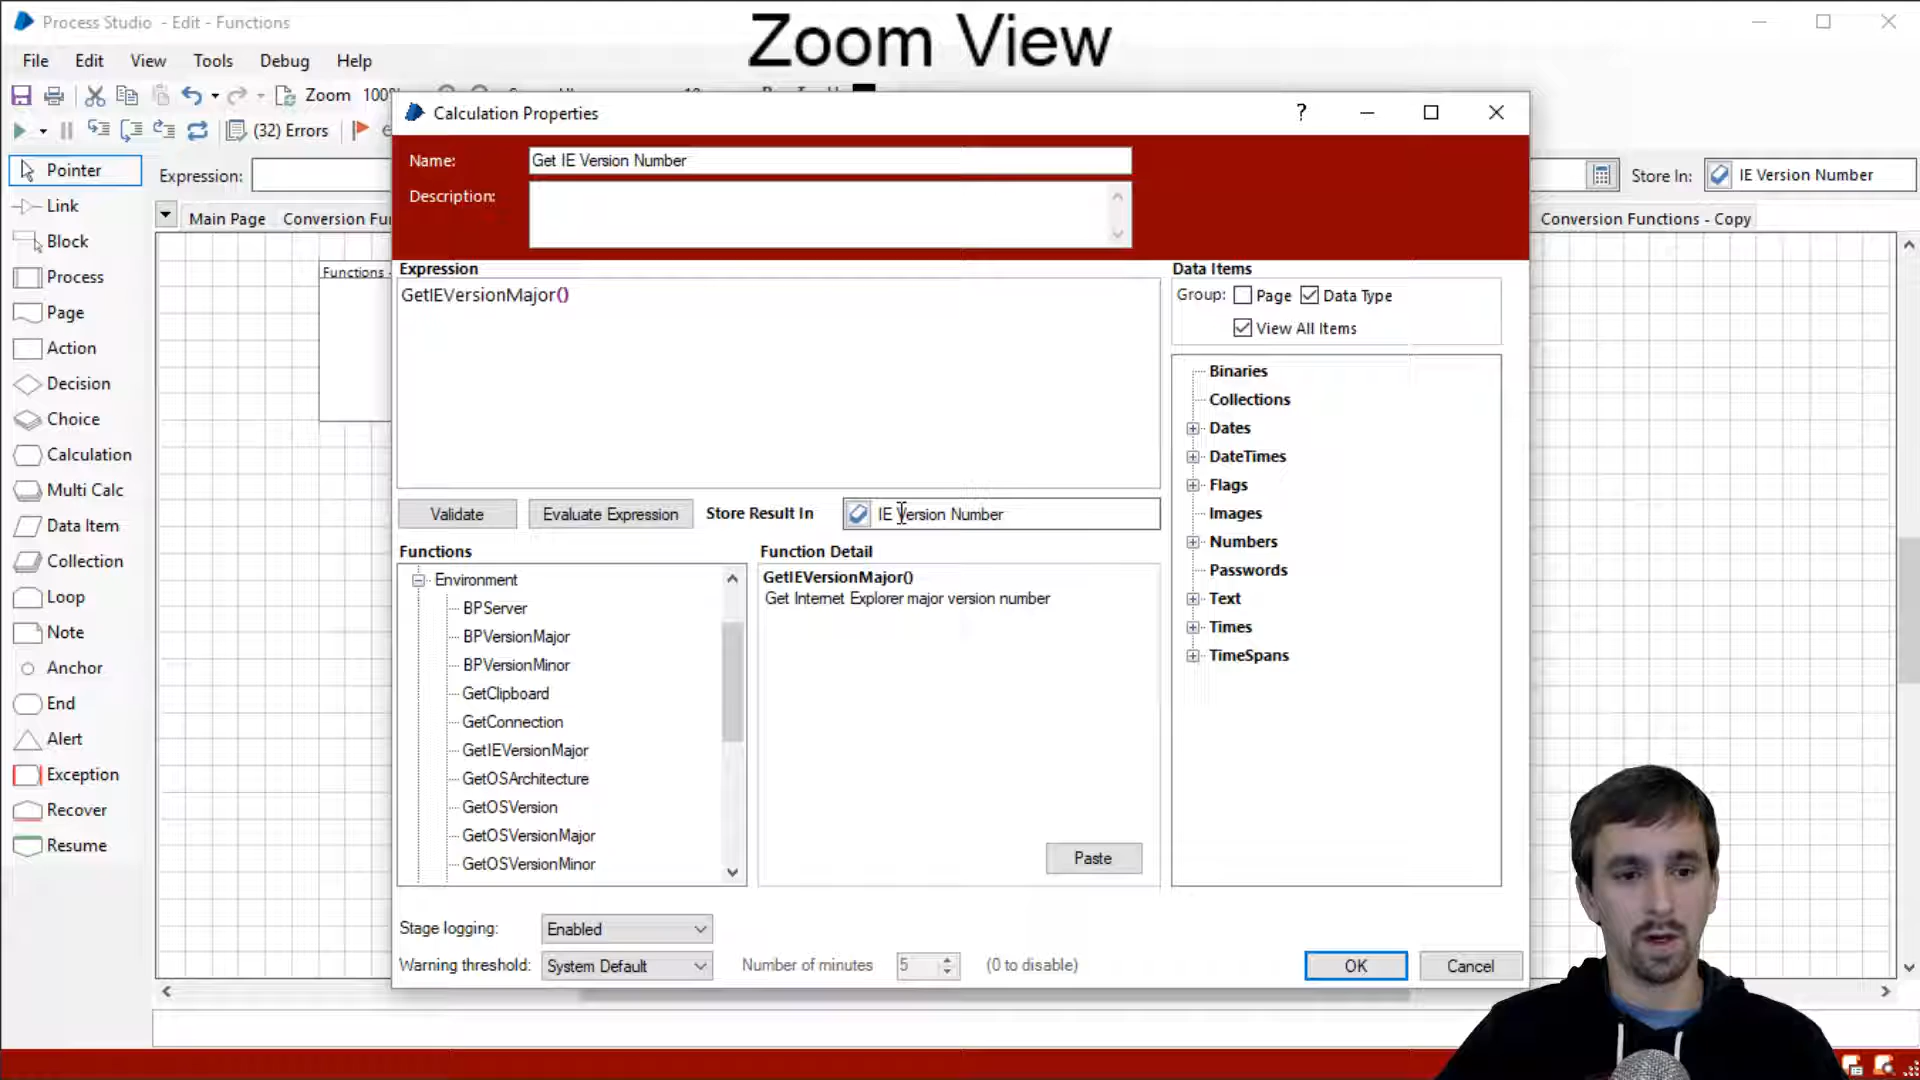 Process Studio - Edit - Functions
Zoom View
File Edit View Tools Debug Help
Zoom 100%
Calculation Properties
?
(32) Errors
Name: Get IE Version Number
Pointer
Expression:
Store In: IE Version Number
Description:
Link
Main Page Conversion Fu
Conversion Functions - Copy
Block
Expression
Data Items
Functions -
Process
GetIEVersionMajor()
Group: Page Data Type
Page
View All Items
Action
Binaries
Decision
Collections
Choice
Dates
Calculation
DateTimes
Multi Calc
Flags
Validate Evaluate Expression Store Result In IE Version Number
Images
Data Item
Numbers
Functions
Function Detail
Collection
Environment
GetIEVersionMajor()
Passwords
Loop
BPServer
Get Internet Explorer major version number
Text
Note
BPVersionMajor
Times
Anchor
BPVersionMinor
TimeSpans
End
GetClipboard
GetConnection
Alert
GetIEVersionMajor
Exception
GetOSArchitecture
Recover
GetOSVersion
Resume
GetOSVersionMajor
GetOSVersionMinor
Paste
Stage logging: Enabled
Warning threshold: System Default Number of minutes 5 (0 to disable)
OK Cancel